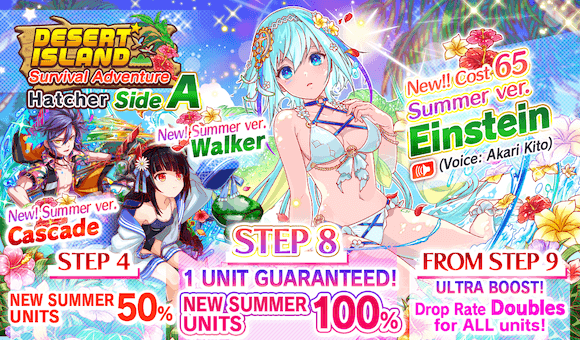 DESERT
ISLAND
Survival Adventure
Hatcher Side A
New!! Cost 65
Summer ver.
Einstein
(Voice: Akari Kito)
New! Summer ver.
Walker
New! Summer ver.
Cascade
STEP 4
NEW SUMMER
UNITS 50%
STEP 8
1 UNIT GUARANTEED!
NEW SUMMER
UNITS 100%
FROM STEP 9
ULTRA BOOST!
Drop Rate Doubles
for ALL units!